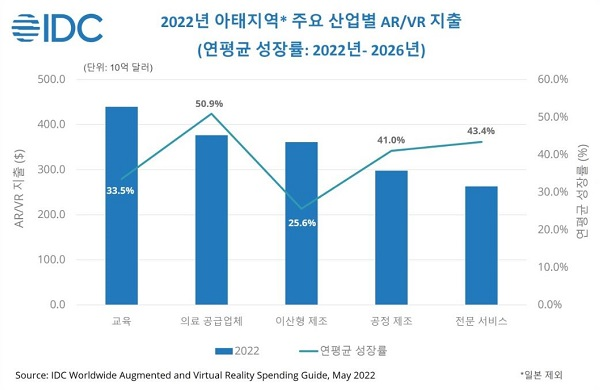 IDC
2022년 아태지역* 주요 산업별 AR/VR 지출
(연평균 성장률: 2022년- 2026년)
(단위: 10억 달러)
500.0
400.0
300.0
200.0
100.0
0.0
AR/VR 지출 ($)
60.0%
50.0%
40.0%
30.0%
20.0%
10.0%
0.0%
연평균 성장률 (%)
33.5%
50.9%
25.6%
41.0%
43.4%
교육
의료 공급업체
이산형 제조
공정 제조
전문 서비스
2022
연평균 성장률
Source: IDC Worldwide Augmented and Virtual Reality Spending Guide, May 2022
*일본 제외